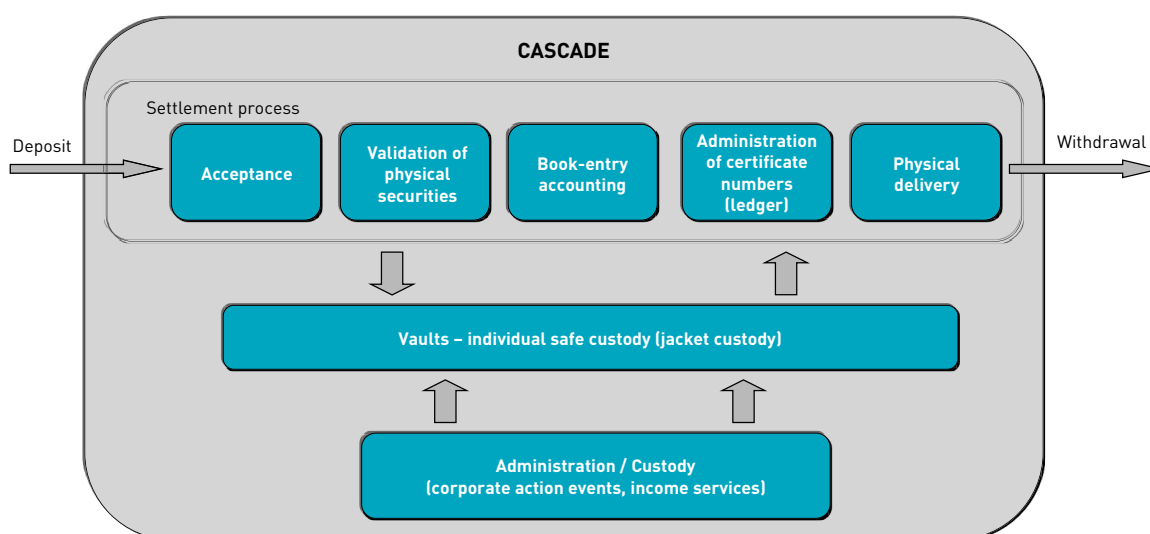 CASCADE
Settlement process
Deposit
Acceptance
Validation of
physical
securities
Book-entry
accounting
Administration
of certificate
numbers
(ledger)
Physical
delivery
Withdrawal
Vaults – individual safe custody (jacket custody)
Administration / Custody
(corporate action events, income services)